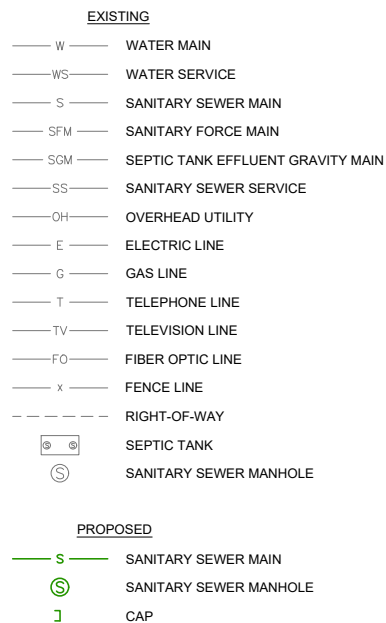 EXISTING
W WATER MAIN
WS WATER SERVICE
S SANITARY SEWER MAIN
SFM SANITARY FORCE MAIN
SGM SEPTIC TANK EFFLUENT GRAVITY MAIN
SS SANITARY SEWER SERVICE
OH OVERHEAD UTILITY
E ELECTRIC LINE
G GAS LINE
T TELEPHONE LINE
TV TELEVISION LINE
FO FIBER OPTIC LINE
x FENCE LINE
RIGHT-OF-WAY
S S SEPTIC TANK
S SANITARY SEWER MANHOLE
PROPOSED
S SANITARY SEWER MAIN
S SANITARY SEWER MANHOLE
CAP